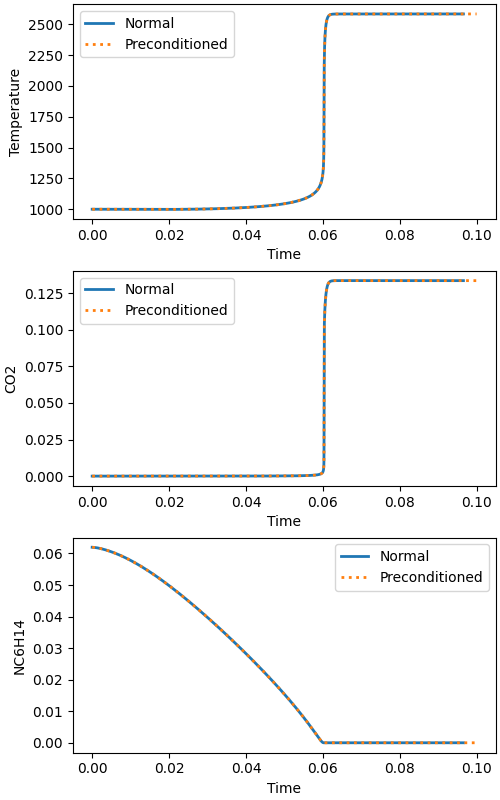 Normal
Preconditioned
2500
2250
2000
1750
1500
1250
1000
Temperature
0.00 0.02 0.04 0.06 0.08 0.10
Time
Normal
Preconditioned
0.125
0.100
0.075
0.050
0.025
0.000
CO2
0.00 0.02 0.04 0.06 0.08 0.10
Time
Normal
Preconditioned
0.06
0.05
0.04
0.03
0.02
0.01
0.00
NC6H14
0.00 0.02 0.04 0.06 0.08 0.10
Time